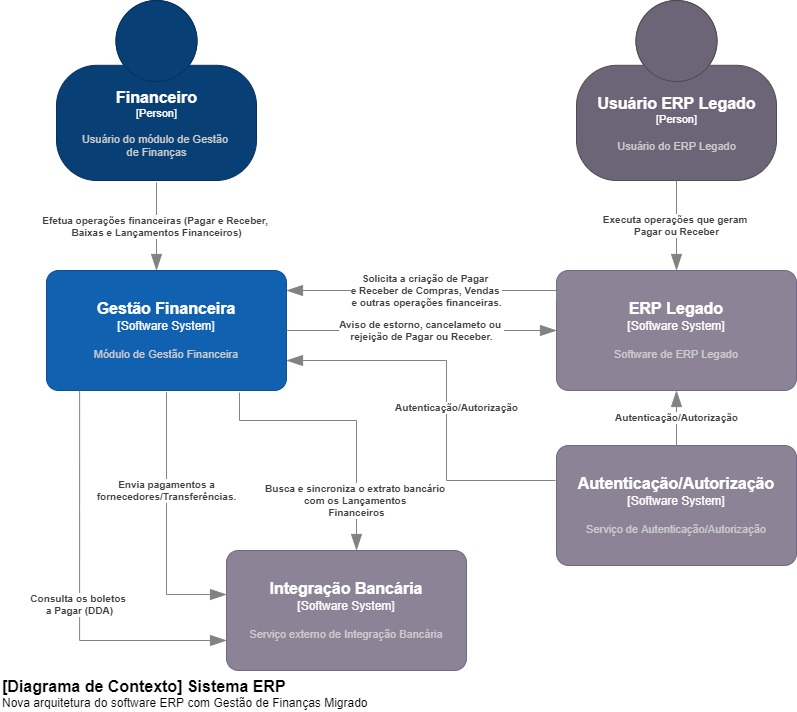 Financeiro
[Person]
Usuário do módulo de Gestão
de Finanças
Usuário ERP Legado
[Person]
Usuário do ERP Legado
Efetua operações financeiras (Pagar e Receber,
Baixas e Lançamentos Financeiros)
Executa operações que geram
Pagar ou Receber
Gestão Financeira
[Software System]
Módulo de Gestão Financeira
Solicita a criação de Pagar
e Receber de Compras, Vendas
e outras operações financeiras.
Aviso de estorno, cancelameto ou
rejeição de Pagar ou Receber.
ERP Legado
[Software System]
Software de ERP Legado
Autenticação/Autorização
Autenticação/Autorização
Autenticação/Autorização
[Software System]
Serviço de Autenticação/Autorização
Envia pagamentos a
fornecedores/Transferências.
Busca e sincroniza o extrato bancário
com os Lançamentos
Financeiros
Consulta os boletos
a Pagar (DDA)
Integração Bancária
[Software System]
Serviço externo de Integração Bancária
[Diagrama de Contexto] Sistema ERP
Nova arquitetura do software ERP com Gestão de Finanças Migrado